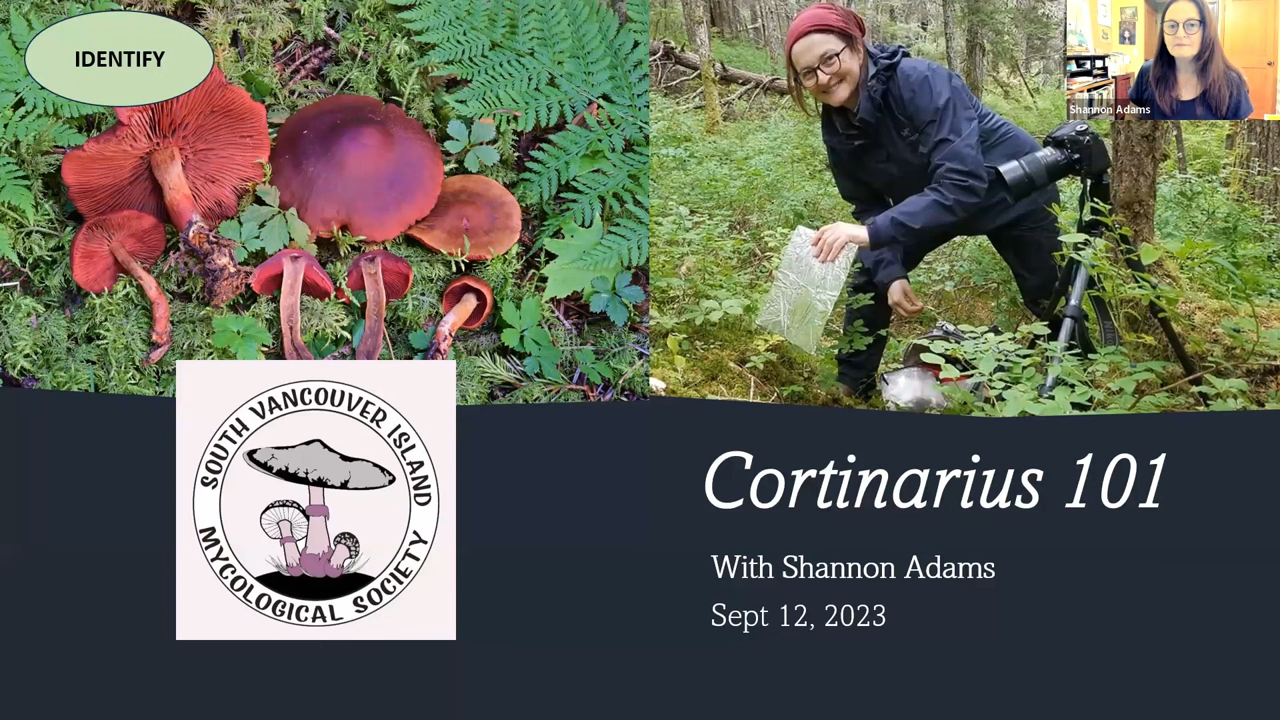 IDENTIFY
Shannon Adams
SOUTH VANCOUVER ISLAND
MYCOLOGICAL SOCIETY
Cortinarius 101
With Shannon Adams
Sept 12, 2023